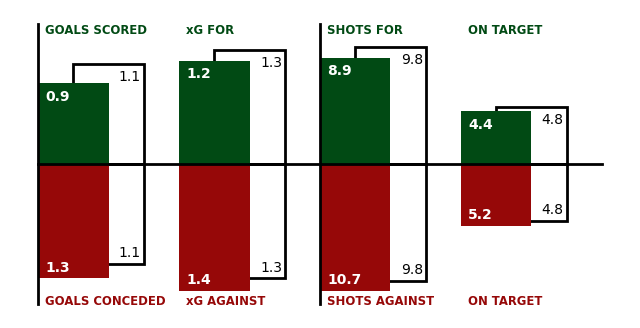 GOALS SCORED xG FOR SHOTS FOR ON TARGET
1.1 1.3 9.8 4.8
0.9 1.2 8.9 4.4
1.3 1.4 10.7 5.2
1.1 1.3 9.8 4.8
GOALS CONCEDED xG AGAINST SHOTS AGAINST ON TARGET